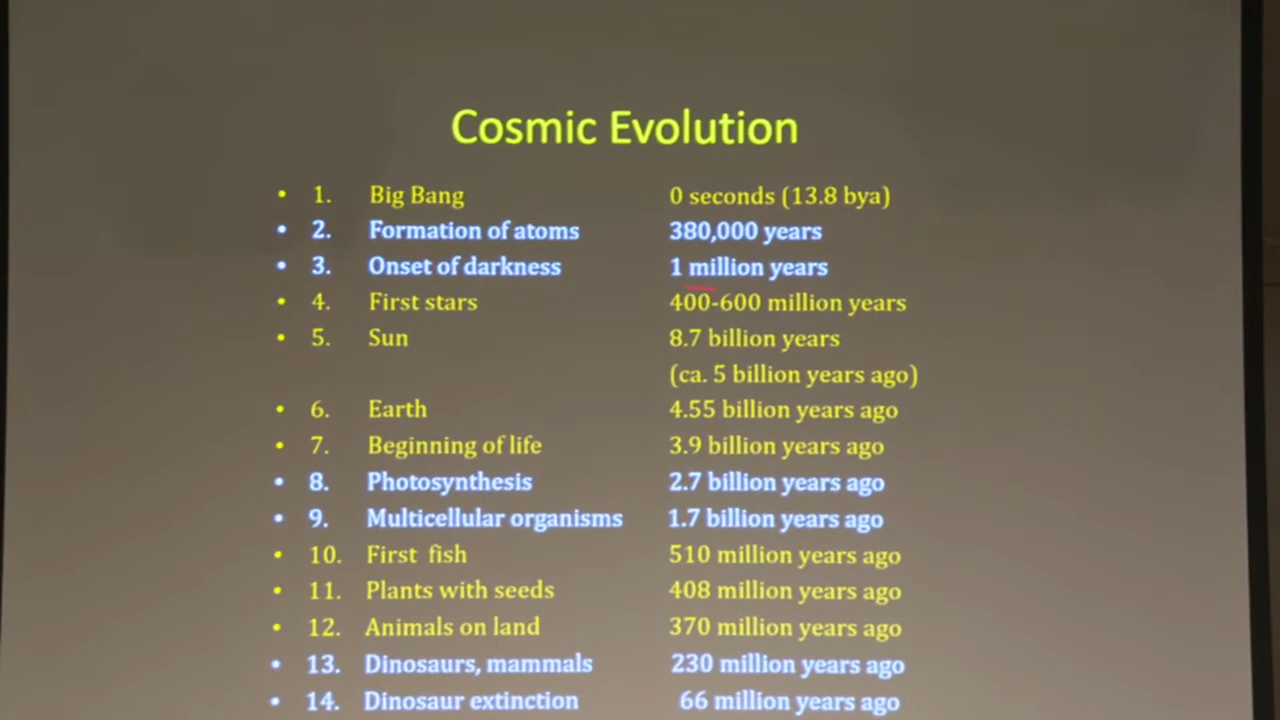 Cosmic Evolution
• 1. Big Bang 0 seconds (13.8 bya)
• 2. Formation of atoms 380,000 years
• 3. Onset of darkness 1 million years
• 4. First stars 400-600 million years
• 5. Sun 8.7 billion years
(ca. 5 billion years ago)
• 6. Earth 4.55 billion years ago
• 7. Beginning of life 3.9 billion years ago
• 8. Photosynthesis 2.7 billion years ago
• 9. Multicellular organisms 1.7 billion years ago
• 10. First fish 510 million years ago
• 11. Plants with seeds 408 million years ago
• 12. Animals on land 370 million years ago
• 13. Dinosaurs, mammals 230 million years ago
• 14. Dinosaur extinction 66 million years ago